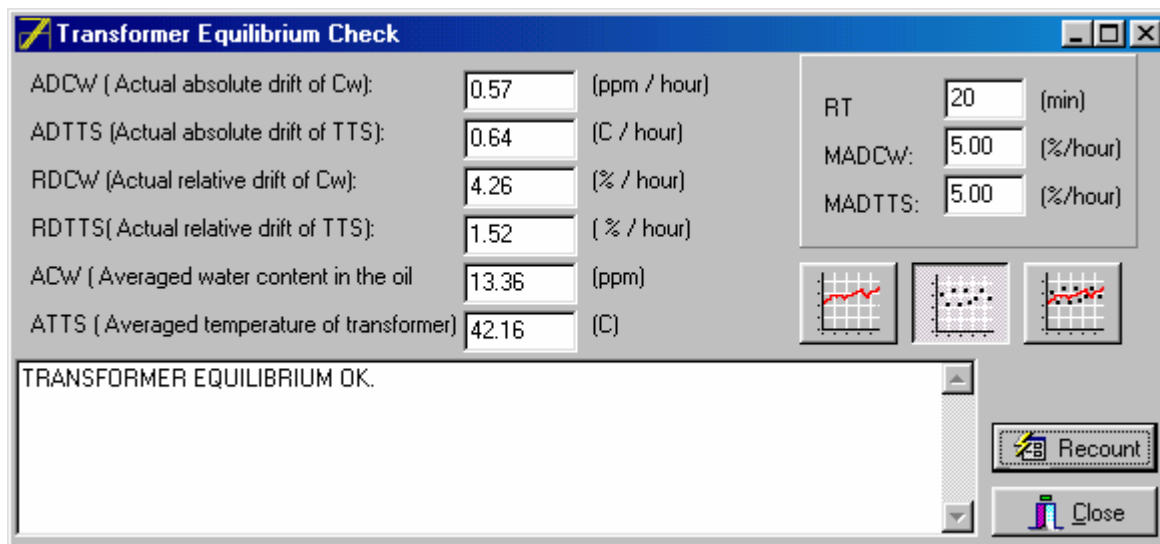 Transformer Equilibrium Check
ADCW ( Actual absolute drift of Cw): 0.57 (ppm / hour)
ADTTS (Actual absolute drift of TTS): 0.64 (C / hour)
RDCW (Actual relative drift of Cw): 4.26 (% / hour)
RDTTS( Actual relative drift of TTS): 1.52 ( % / hour)
ACW ( Averaged water content in the oil 13.36 (ppm)
ATTS ( Averaged temperature of transformer) 42.16 (C)
RT 20 (min)
MADCW: 5.00 (%/hour)
MADTTS: 5.00 (%/hour)
TRANSFORMER EQUILIBRIUM OK.
Recount
Close